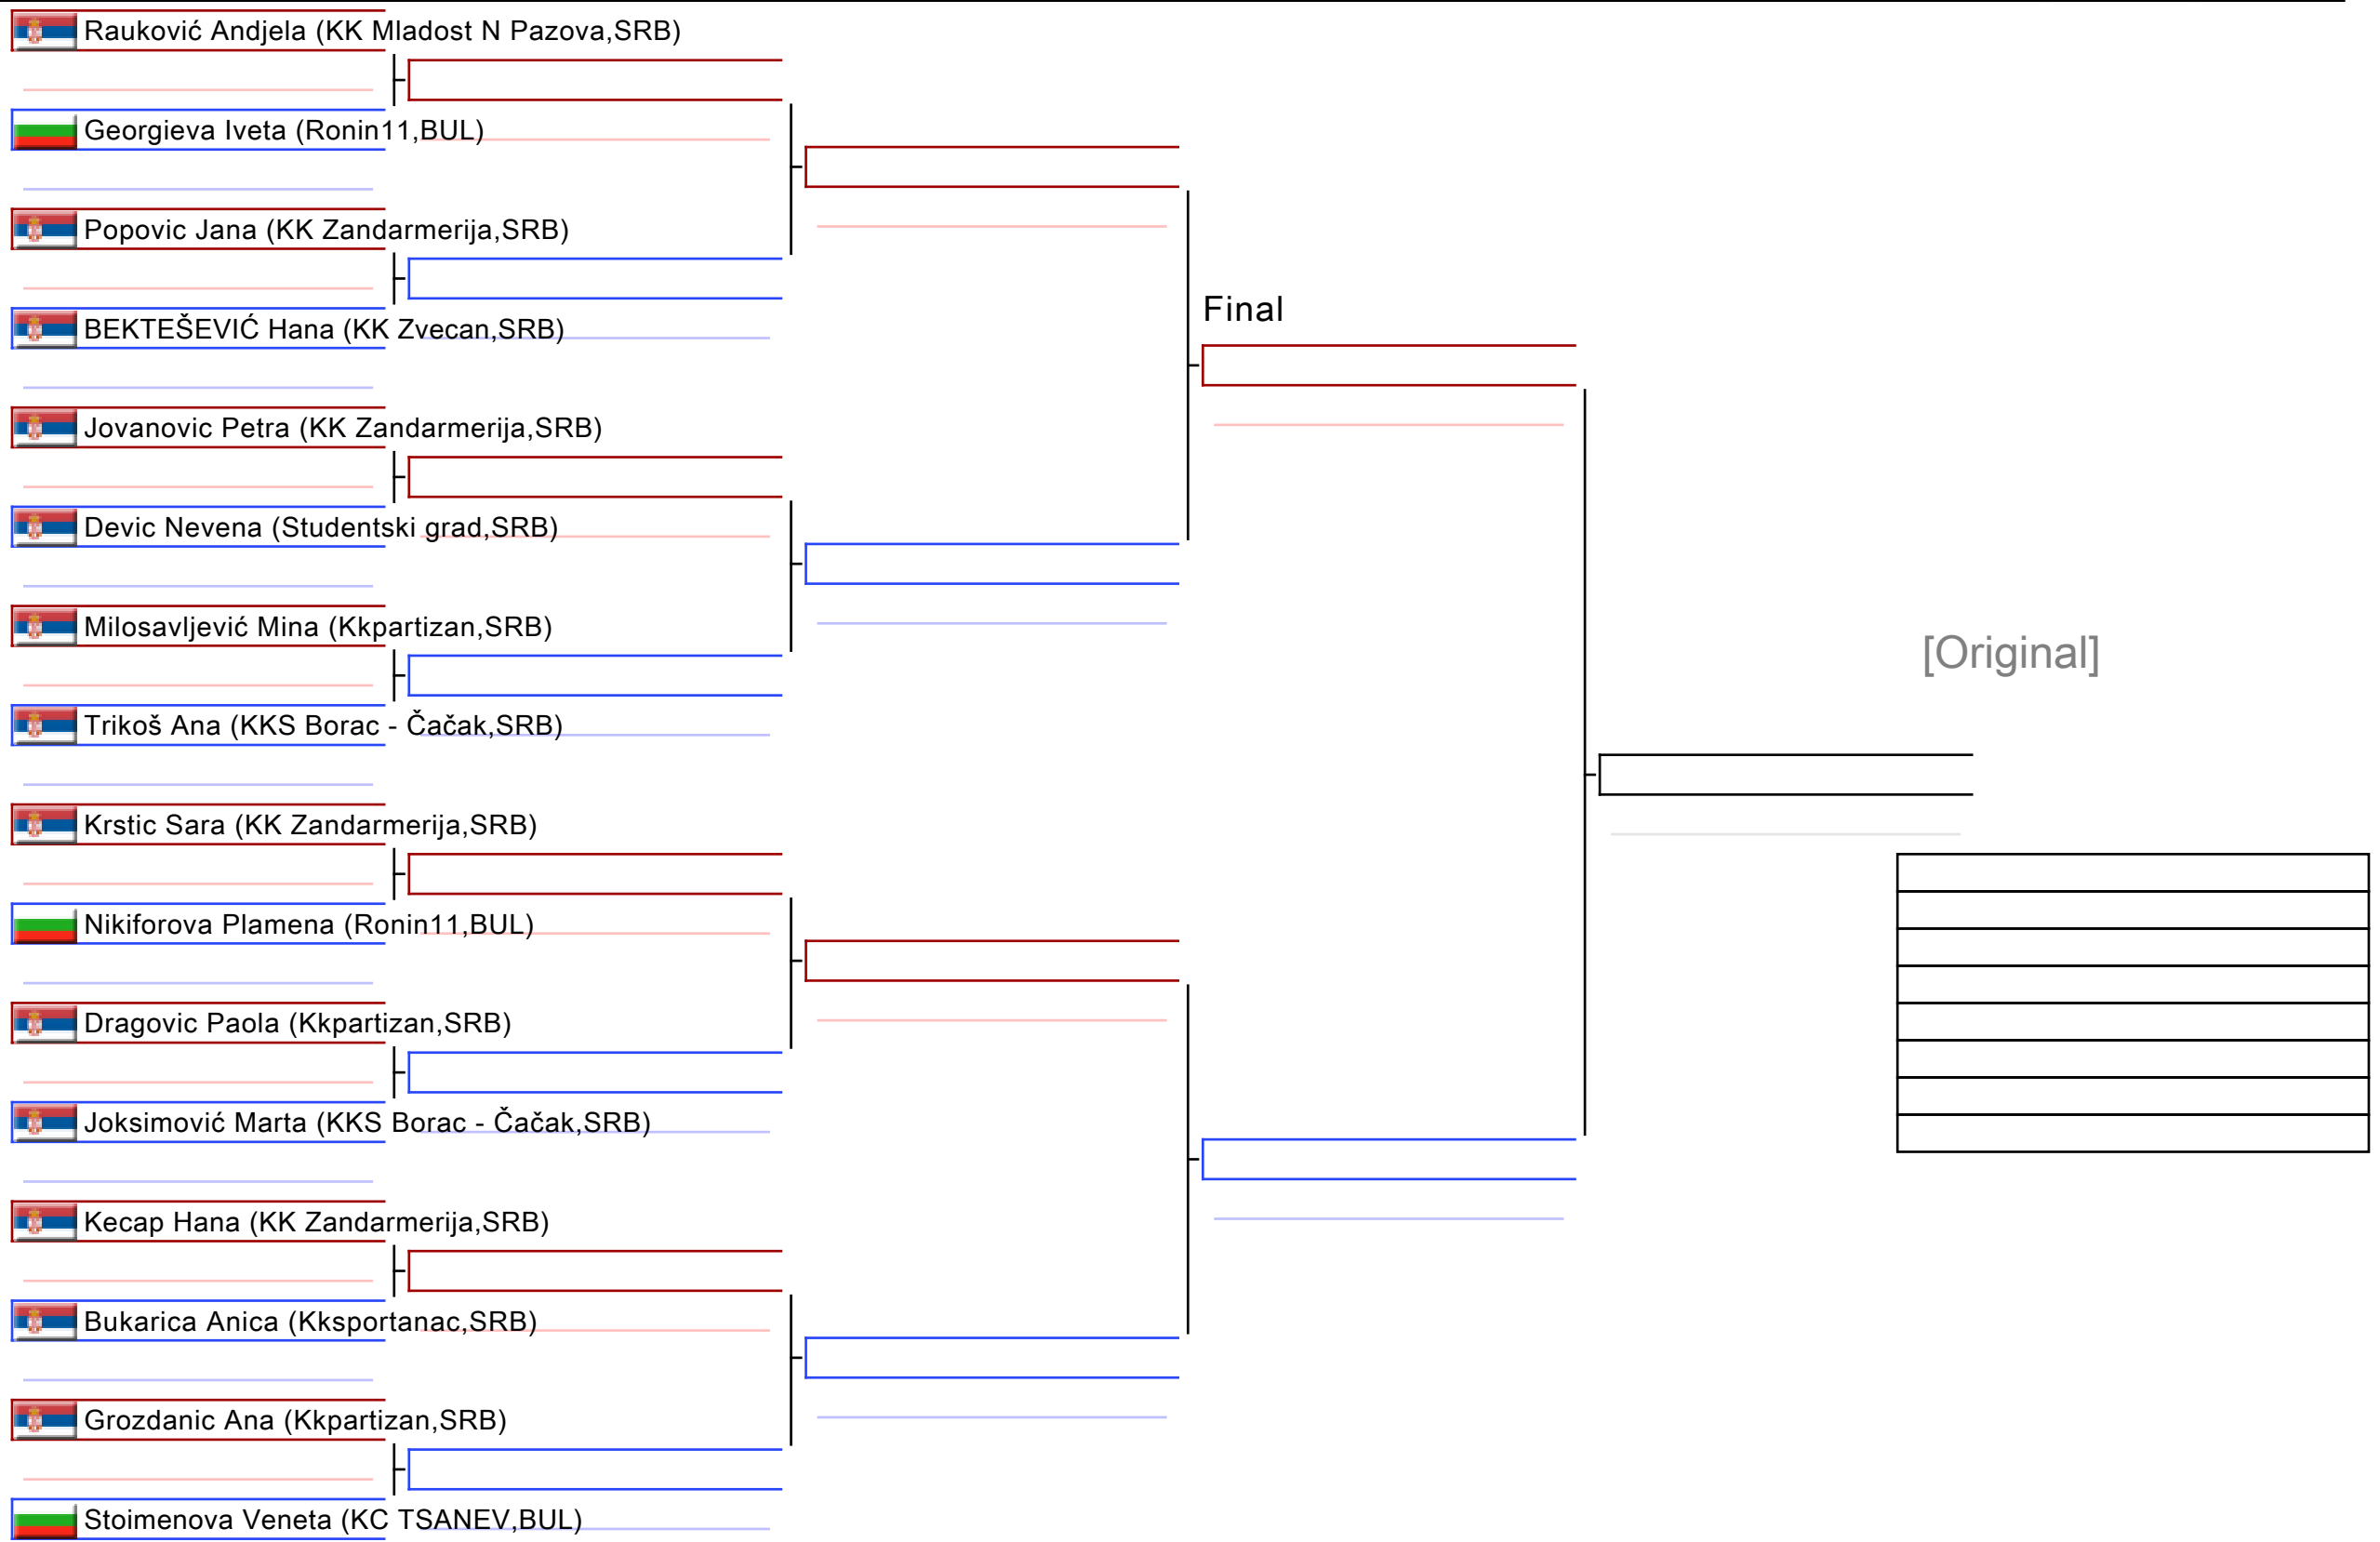 Rauković Andjela (KK Mladost N Pazova,SRB)
Georgieva Iveta (Ronin11,BUL)
Popovic Jana (KK Zandarmerija,SRB)
Final
BEKTEŠEVIĆ Hana (KK Zvecan,SRB)
Jovanovic Petra (KK Zandarmerija,SRB)
Devic Nevena (Studentski grad,SRB)
Milosavljević Mina (Kkpartizan,SRB)
[Original]
Trikoš Ana (KKS Borac - Čačak,SRB)
Krstic Sara (KK Zandarmerija,SRB)
Nikiforova Plamena (Ronin11,BUL)
Dragovic Paola (Kkpartizan,SRB)
Joksimović Marta (KKS Borac - Čačak,SRB)
Kecap Hana (KK Zandarmerija,SRB)
Bukarica Anica (Kksportanac,SRB)
Grozdanic Ana (Kkpartizan,SRB)
Stoimenova Veneta (KC TSANEV,BUL)